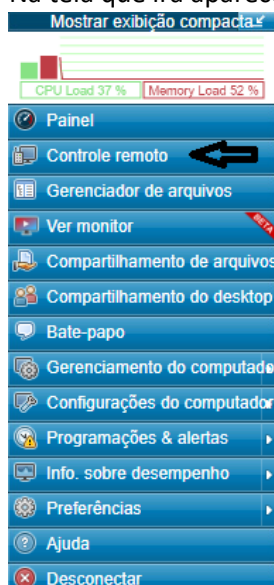 Na tela que irá aparec
Mostrar exibição compacta
CPU Load 37 % Memory Load 52 %
Painel
Controle remoto
Gerenciador de arquivos
Ver monitor BETA
Compartilhamento de arquivos
Compartilhamento do desktop
Bate-papo
Gerenciamento do computado
Configurações do computador
Programações & alertas
Info. sobre desempenho
Preferências
Ajuda
Desconectar